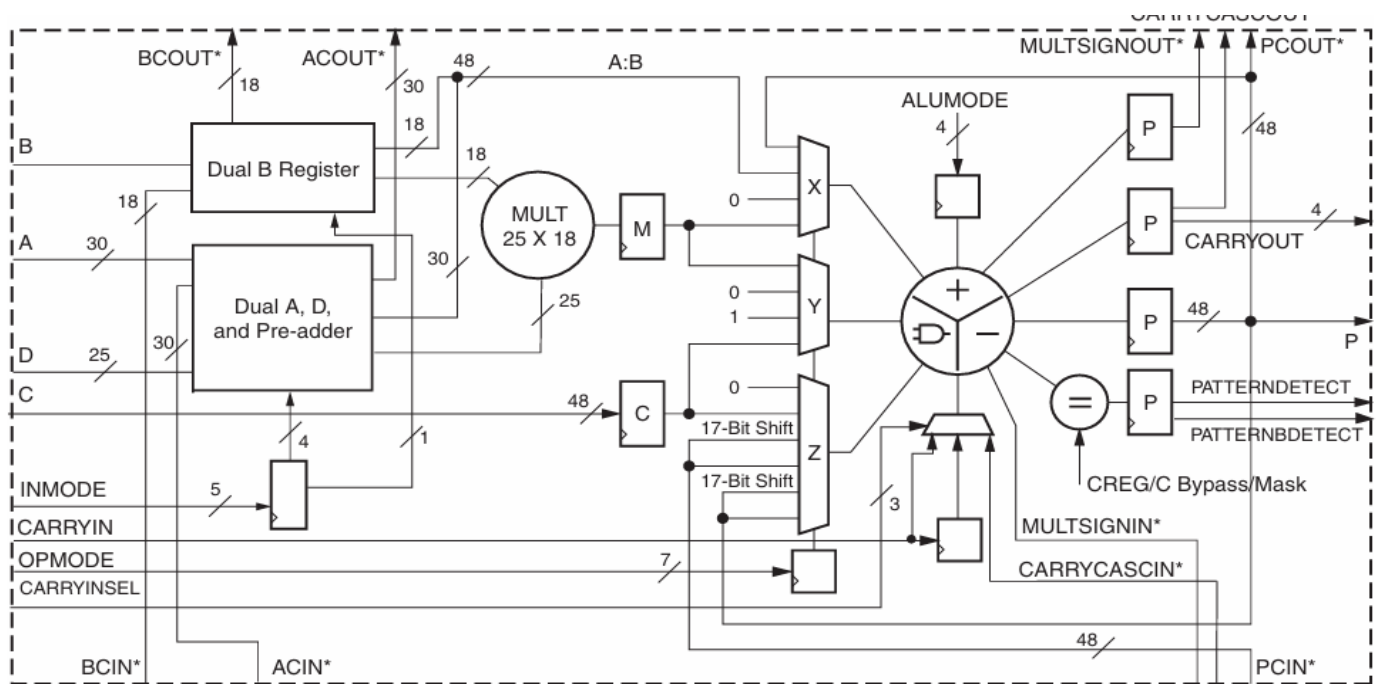 CARRYCASCOUT*
MULTSIGNOUT* PCOUT*
BCOUT* ACOUT*
48 A:B
18 30
ALUMODE
4
P
48
18
B
Dual B Register
18
X
18
0
MULT
25 X 18
M
P
4
CARRYOUT
A
30
30
Dual A, D,
and Pre-adder
25
0
1
Y
+
−
P
48
P
30
D
25
C
48
C
0
17-Bit Shift
Z
17-Bit Shift
=
P
PATTERNDETECT
PATTERNBDETECT
4
1
CREG/C Bypass/Mask
INMODE
5
3
CARRYIN
MULTSIGNIN*
OPMODE
7
CARRYCASCIN*
CARRYINSEL
48
BCIN* ACIN* PCIN*